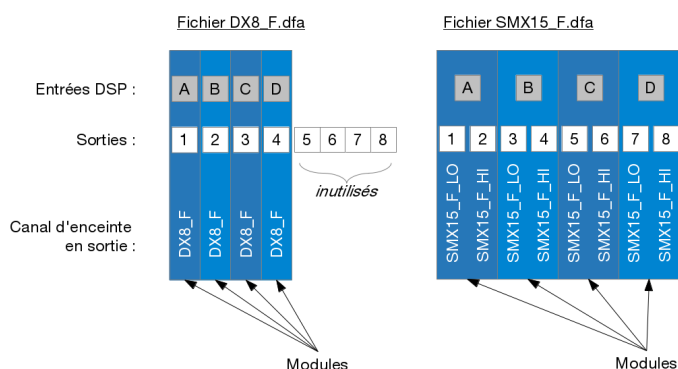 Fichier DX8_F.dfa
Fichier SMX15_F.dfa
Entrées DSP :
A B C D
A B C D
Sorties :
1 2 3 4 5 6 7 8
1 2 3 4 5 6 7 8
inutilisés
Canal d'enceinte
en sortie :
DX8_F
DX8_F
DX8_F
DX8_F
SMX15_F_LO
SMX15_F_HI
SMX15_F_LO
SMX15_F_HI
SMX15_F_LO
SMX15_F_HI
SMX15_F_LO
SMX15_F_HI
Modules
Modules